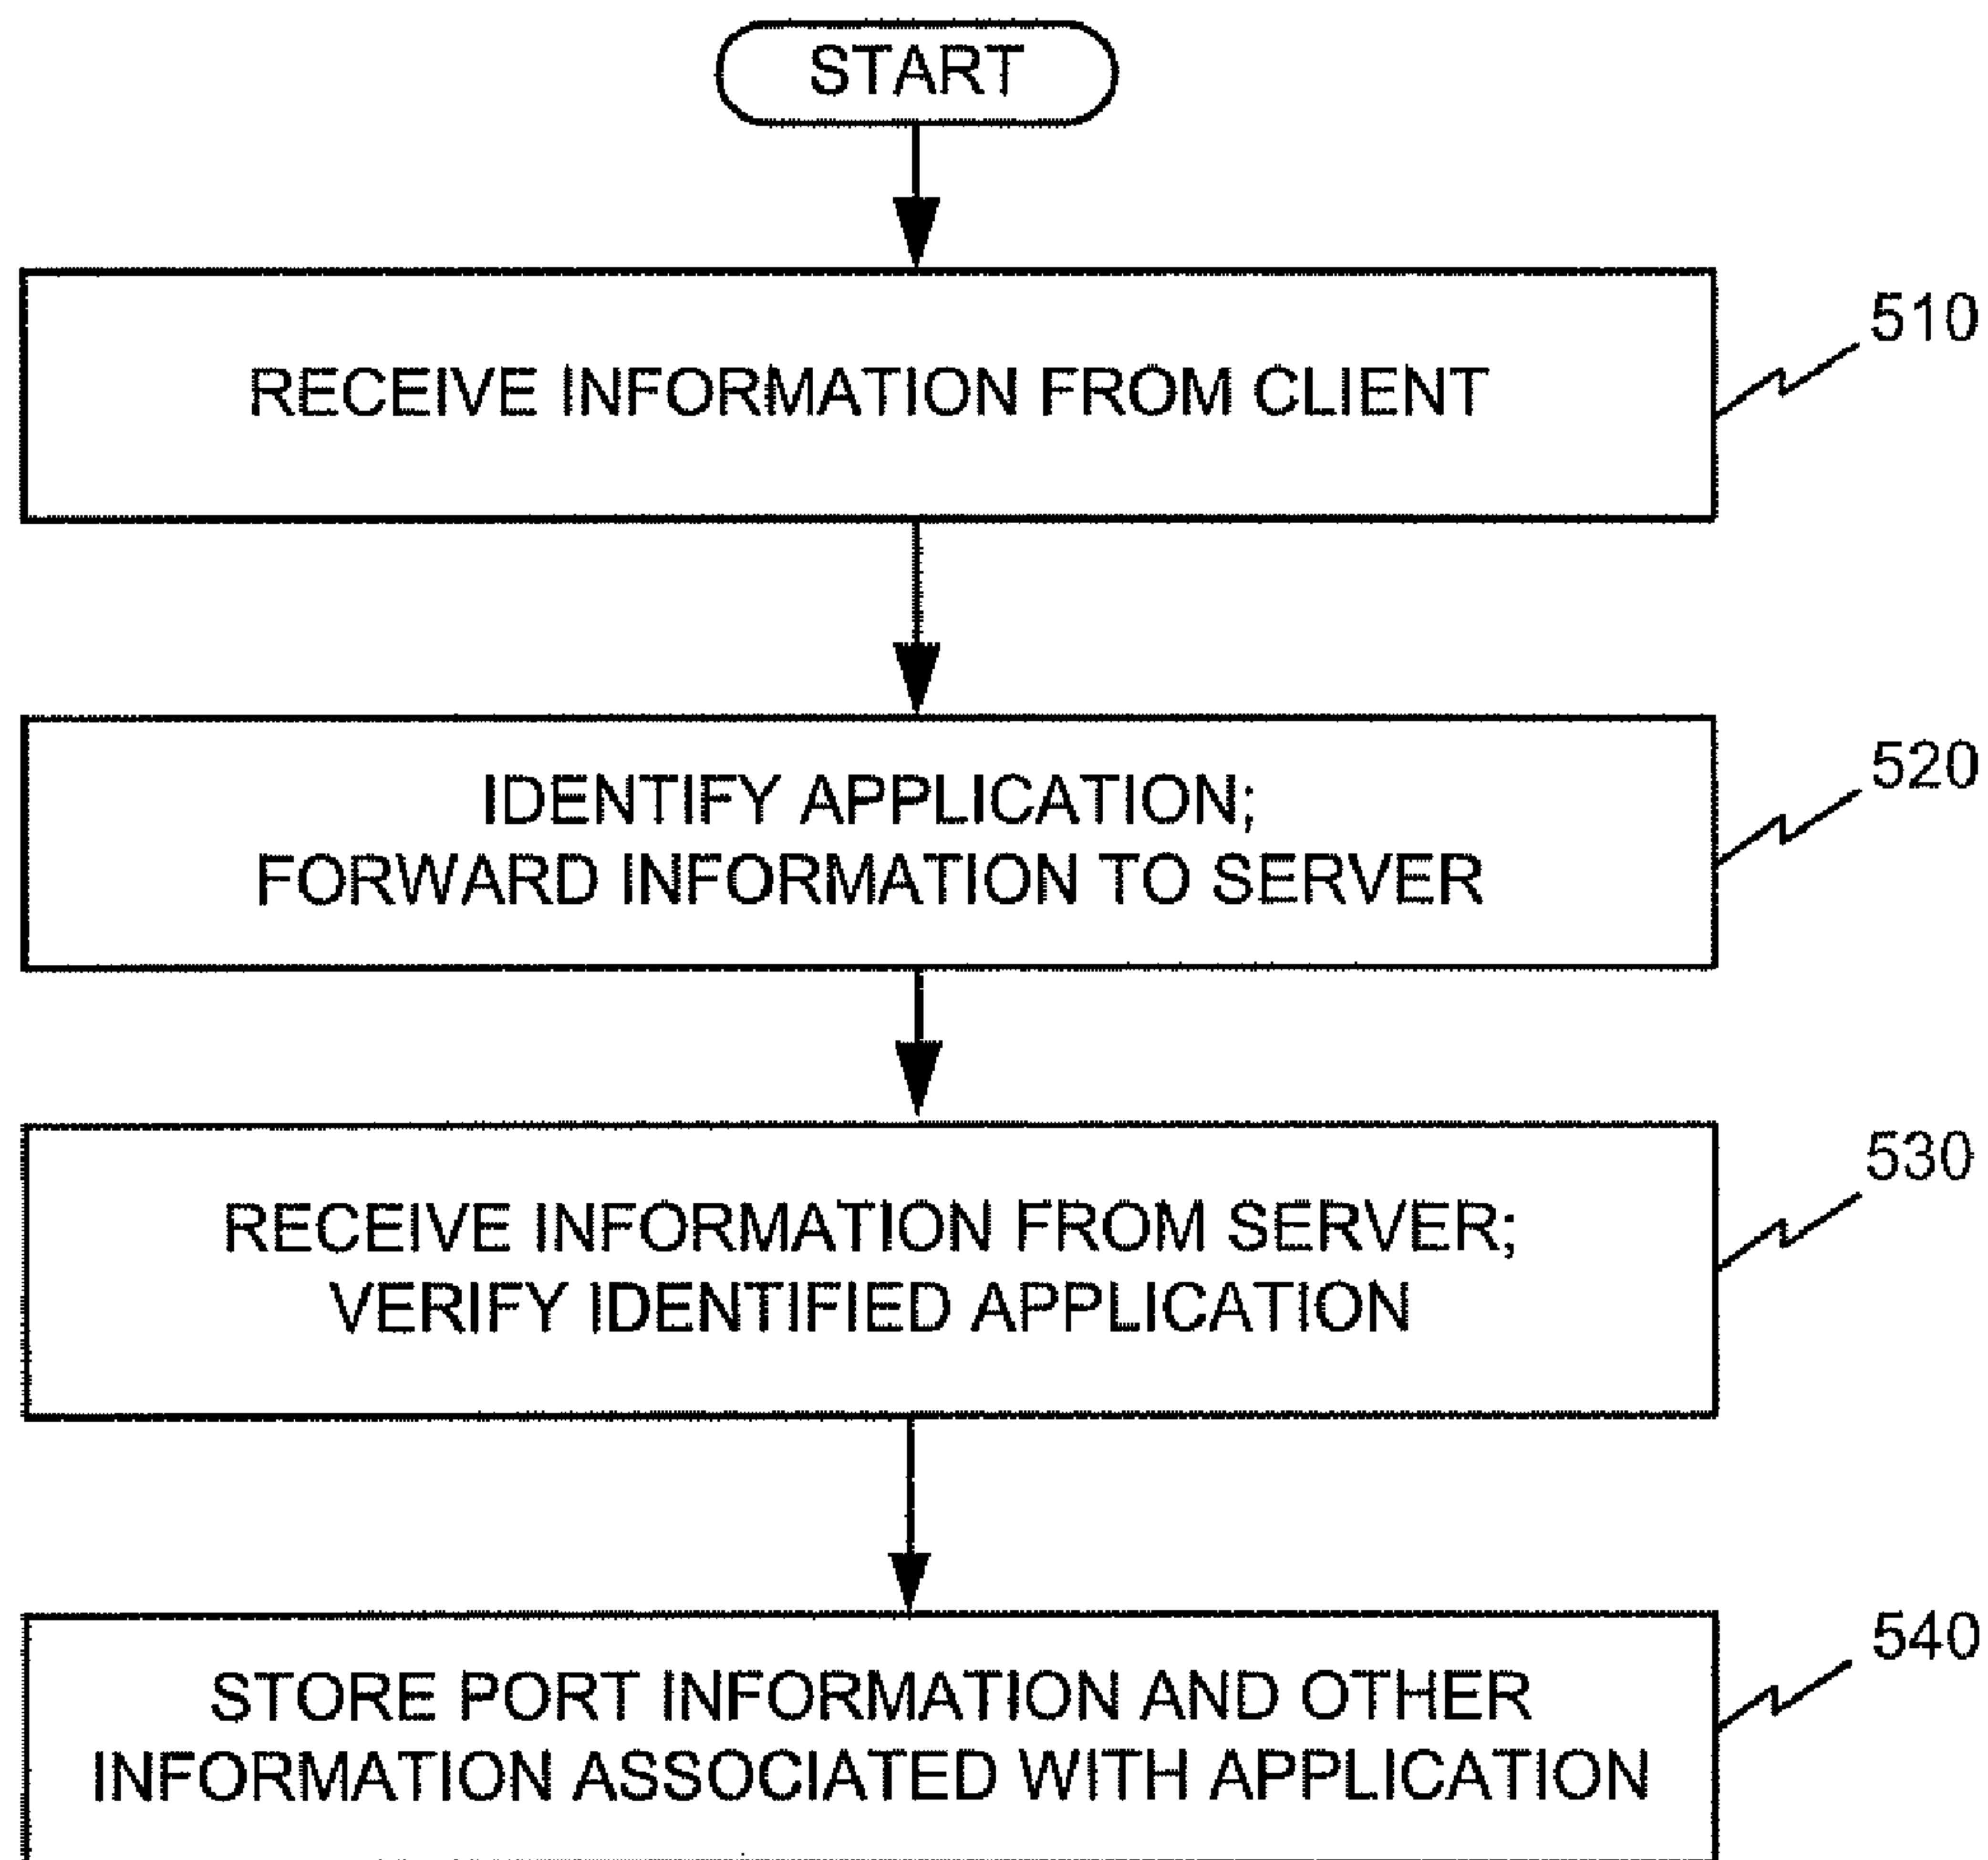 START
RECEIVE INFORMATION FROM CLIENT
510
IDENTIFY APPLICATION;
FORWARD INFORMATION TO SERVER
520
RECEIVE INFORMATION FROM SERVER;
VERIFY IDENTIFIED APPLICATION
530
STORE PORT INFORMATION AND OTHER
INFORMATION ASSOCIATED WITH APPLICATION
540